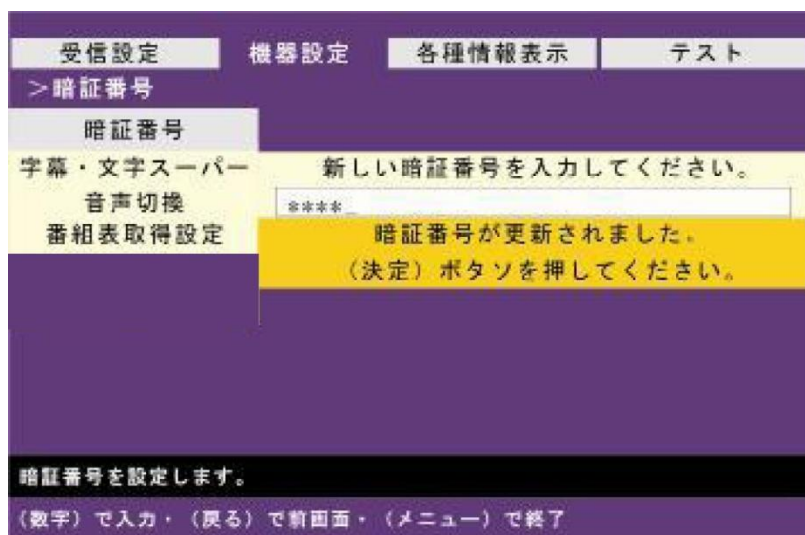 受信設定 機器設定 各種情報表示 テスト
＞暗証番号
暗証番号
字幕・文字スーパー
音声切換
番組表取得設定
新しい暗証番号を入力してください。
****_
暗証番号が更新されました。
（決定）ボタソを押してください。
暗証番号を設定します。
（数字）で入力・（戻る）で前画面・（メニュー）で終了